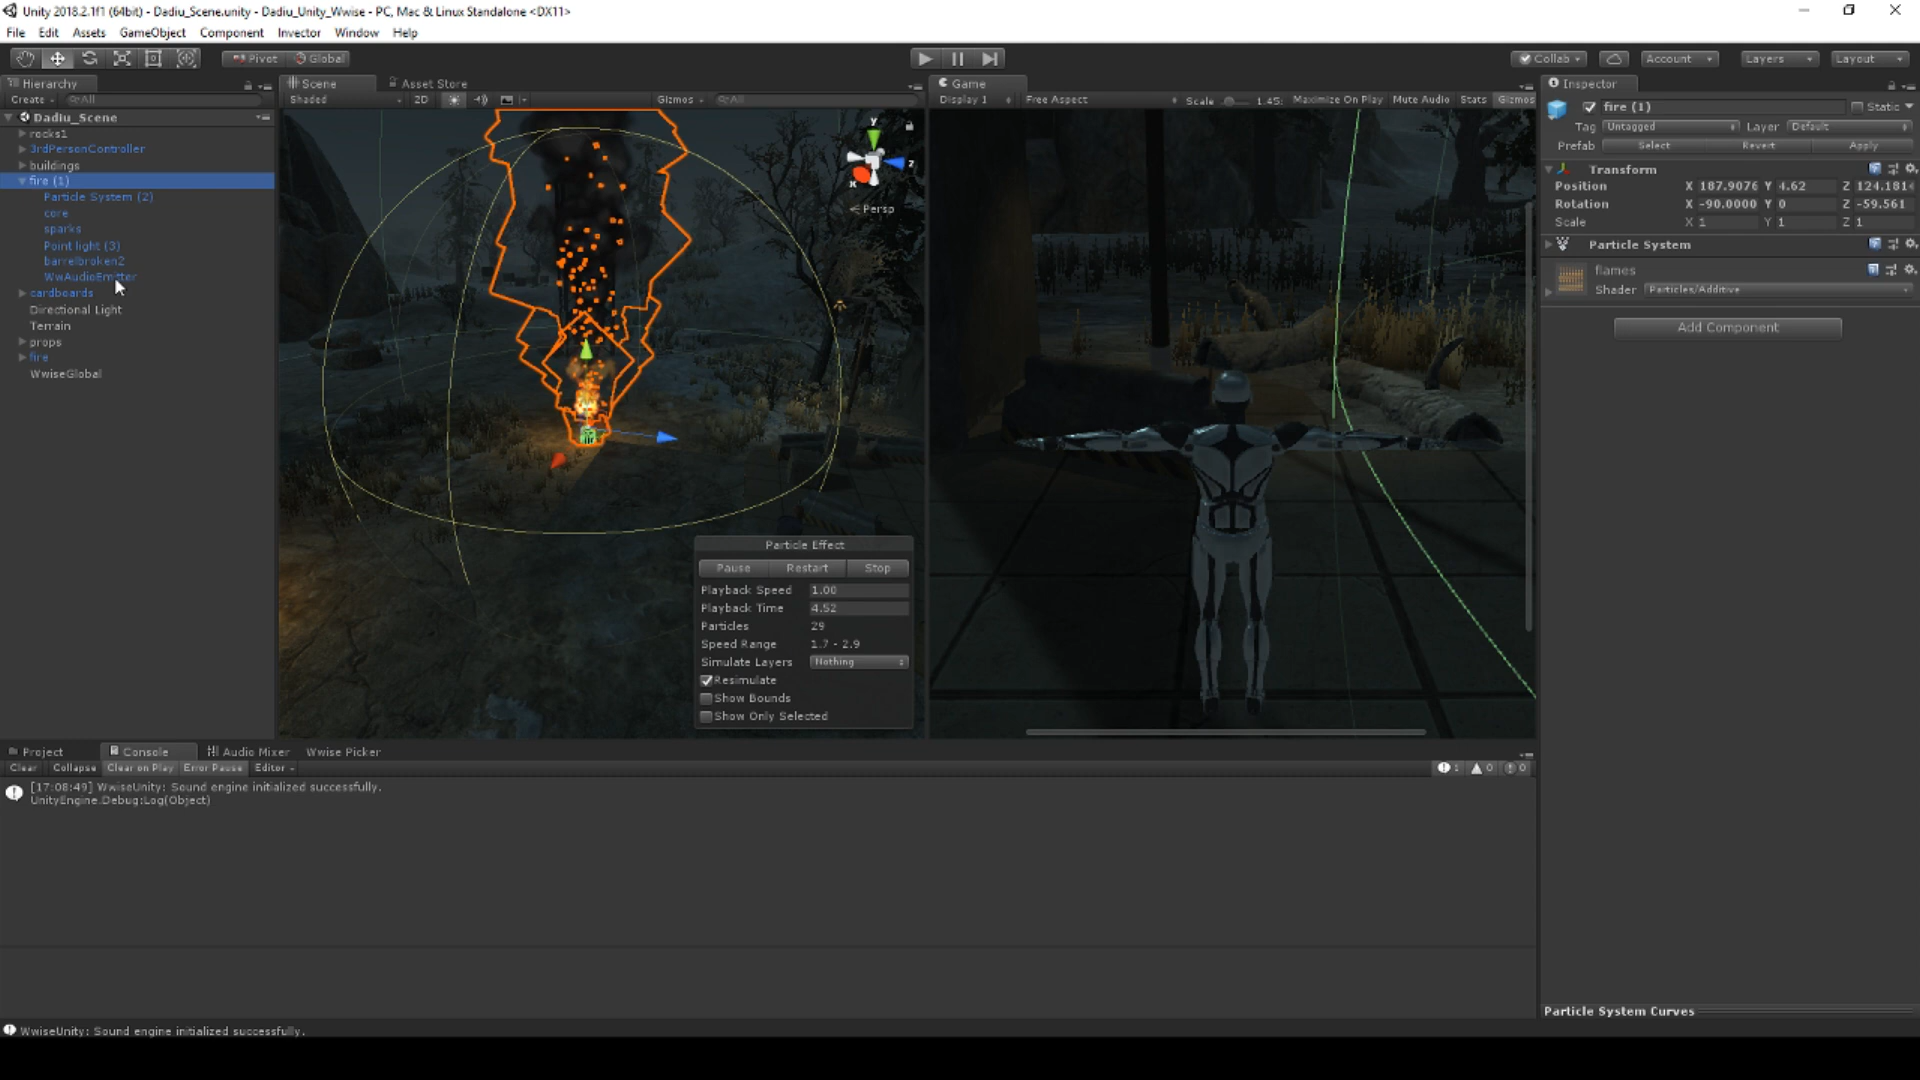 Unity 2018.2.1f1 (64bit) - Dadiu_Scene.unity - Dadiu_Unity_Wwise - PC, Mac & Linux Standalone <DX11>
File Edit Assets GameObject Component Invector Window Help
Pivot Global Collab Account Layers Layout
Hierarchy Scene Asset Store Game Inspector
Create All Shaded 2D Gizmos All Display 1 Free Aspect Scale 1.45: Maximize On Play Mute Audio Stats Gizmos
fire (1) Static
Tag Untagged Layer Default
Prefab Select Revert Apply
Transform
Position X 187.9076 Y 4.62 Z 124.181
Rotation X -90.0000 Y 0 Z -59.561
Scale X 1 Y 1 Z 1
Particle System
flames
Shader Particles/Additive
Add Component
Dadiu_Scene
rocks1
3rdPersonController
buildings
fire (1)
Particle System (2)
core
sparks
Point light (3)
barrelbroken2
WwAudioEmitter
cardboards
Directional Light
Terrain
props
fire
WwiseGlobal
y
z
x
Persp
Particle Effect
Pause Restart Stop
Playback Speed 1.00
Playback Time 4.52
Particles 29
Speed Range 1.7 - 2.9
Simulate Layers Nothing
Resimulate
Show Bounds
Show Only Selected
Project Console Audio Mixer Wwise Picker
Clear Collapse Clear on Play Error Pause Editor 1 0 0
[17:08:49] WwiseUnity: Sound engine initialized successfully.
UnityEngine.Debug:Log(Object)
Particle System Curves
WwiseUnity: Sound engine initialized successfully.